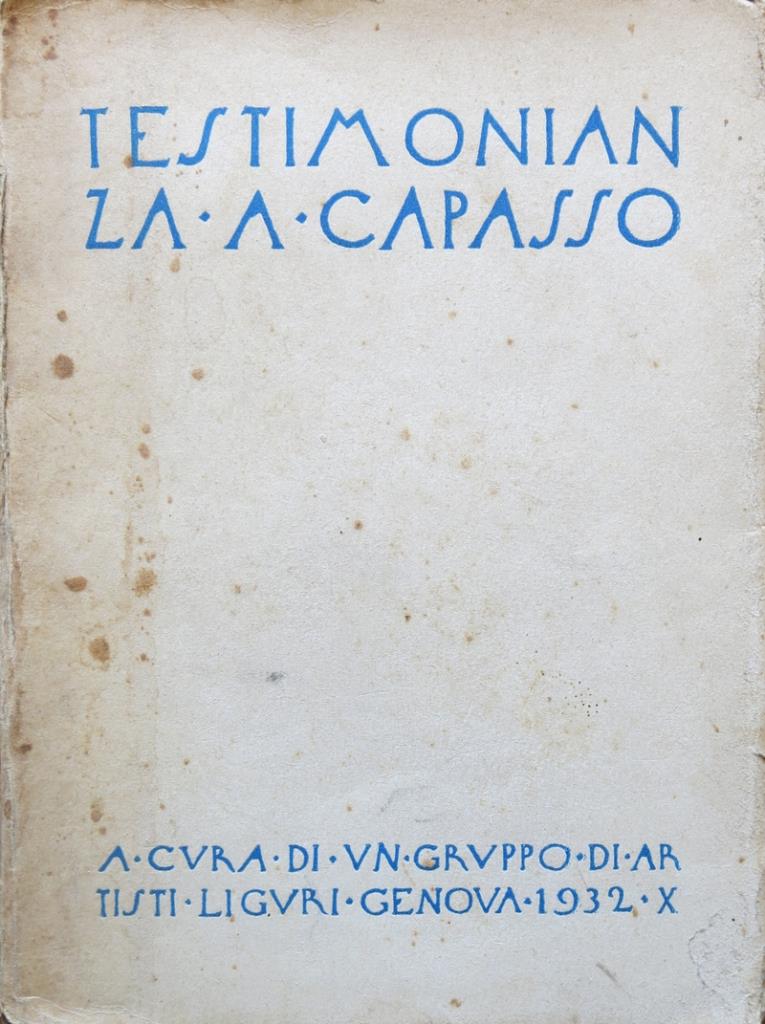 TESTIMONIAN
ZA · A · CAPASSO
A · CVRA · DI · VN · GRVPPO · DI · AR
TISTI · LIGVRI · GENOVA · 1932 · X